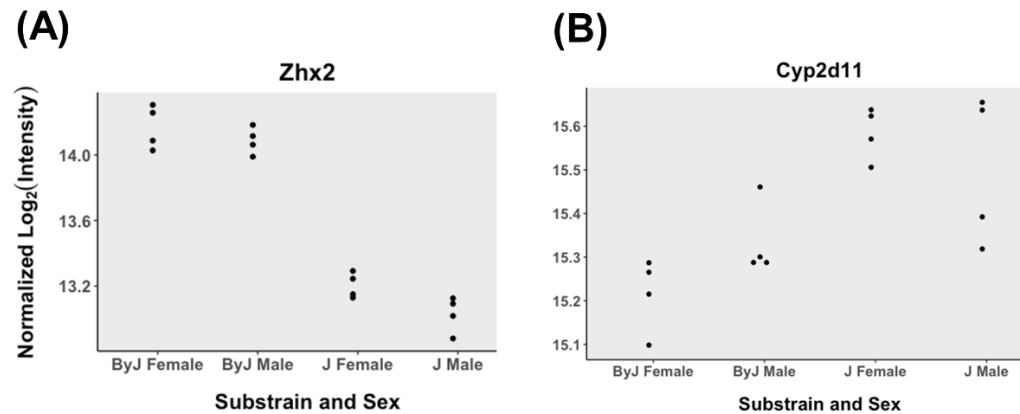 (A)
Zhx2
Normalized Log₂(Intensity)
14.0
13.6
13.2
ByJ Female ByJ Male J Female J Male
Substrain and Sex
(B)
Cyp2d11
15.6
15.5
15.4
15.3
15.2
15.1
ByJ Female ByJ Male J Female J Male
Substrain and Sex